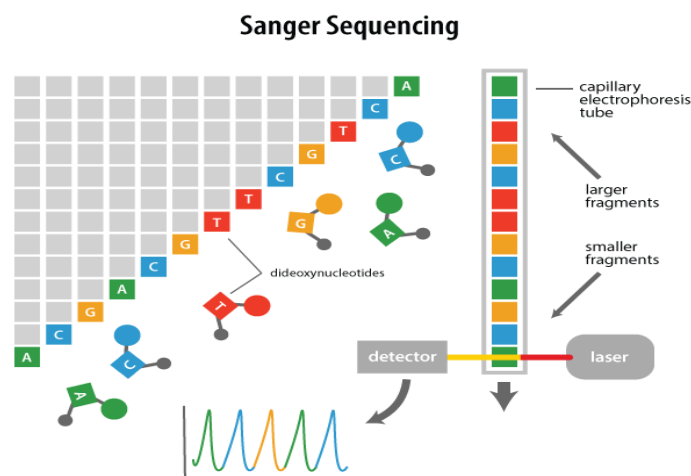 Sanger Sequencing
A
C
T
G
C
T
T
G
C
A
G
C
A
C
G
A
T
C
A
dideoxynucleotides
capillary
electrophoresis
tube
larger
fragments
smaller
fragments
detector
laser